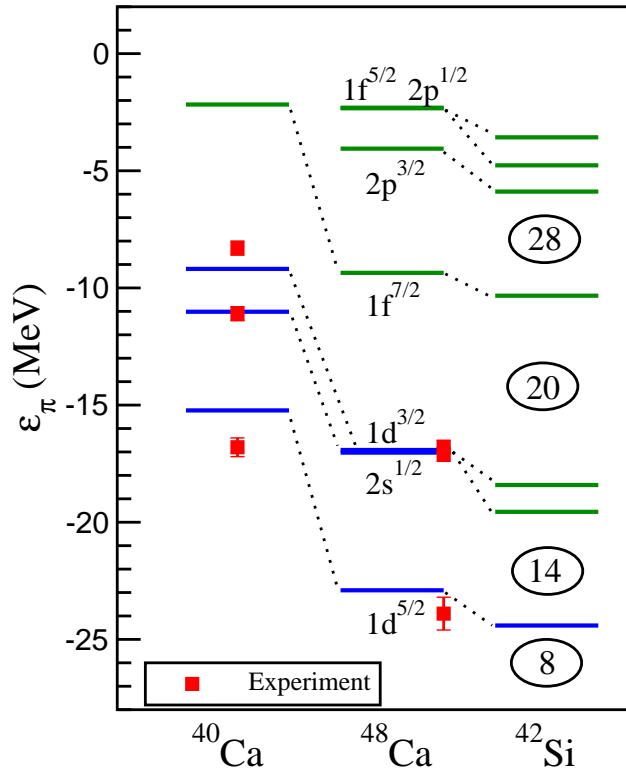 ε_π (MeV)
0
-5
-10
-15
-20
-25
1f^5/2 2p^1/2
2p^3/2
1f^7/2
1d^3/2
2s^1/2
1d^5/2
28
20
14
8
Experiment
^40Ca ^48Ca ^42Si